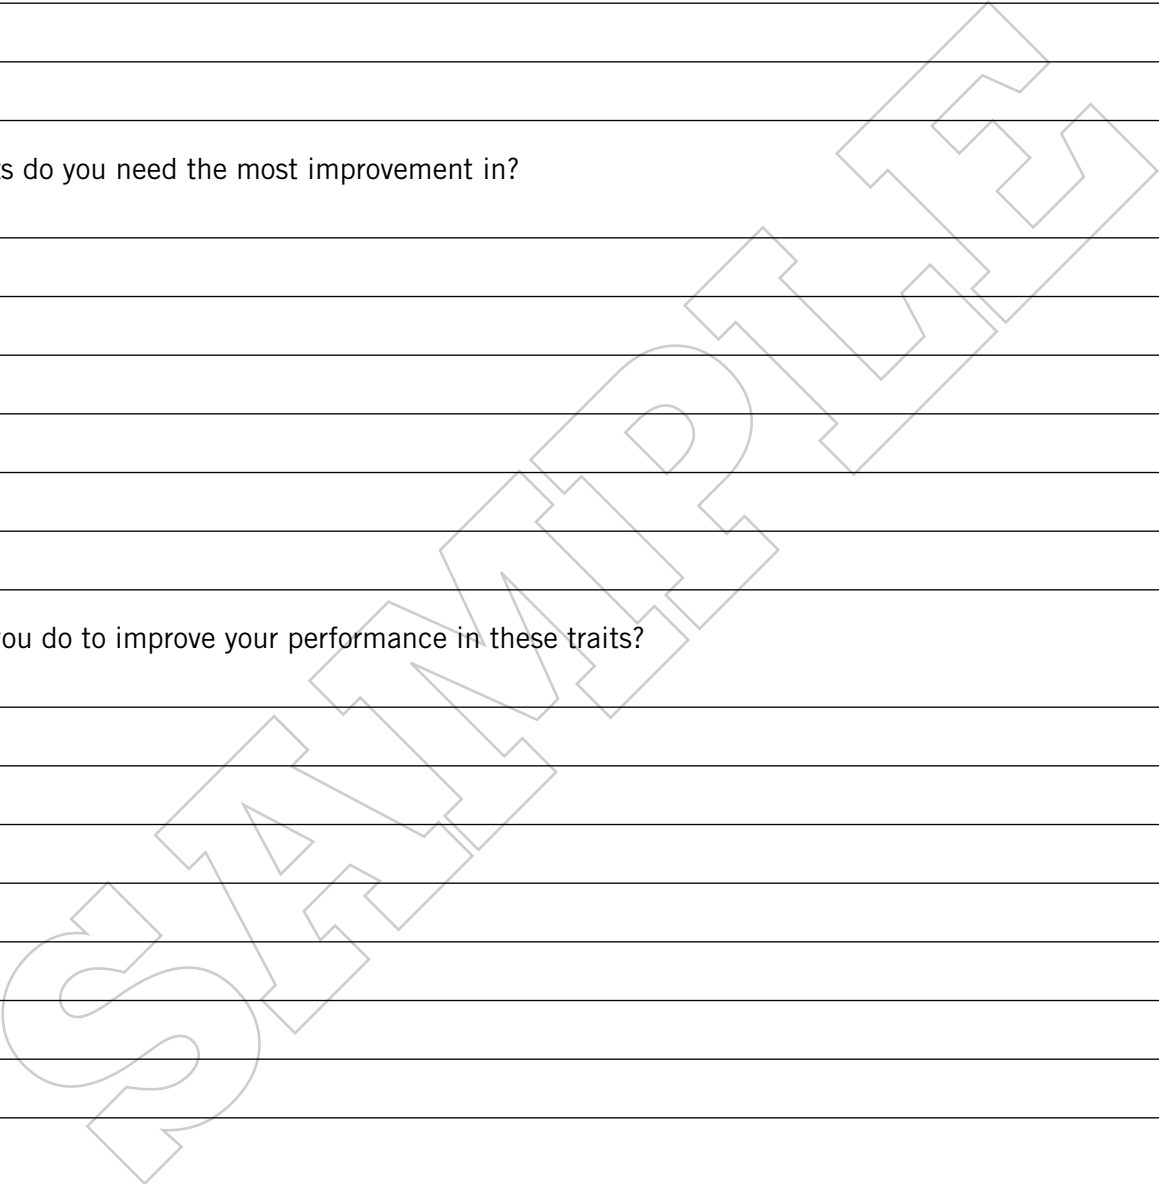 s do you need the most improvement in?
ou do to improve your performance in these traits?
SAMPLE